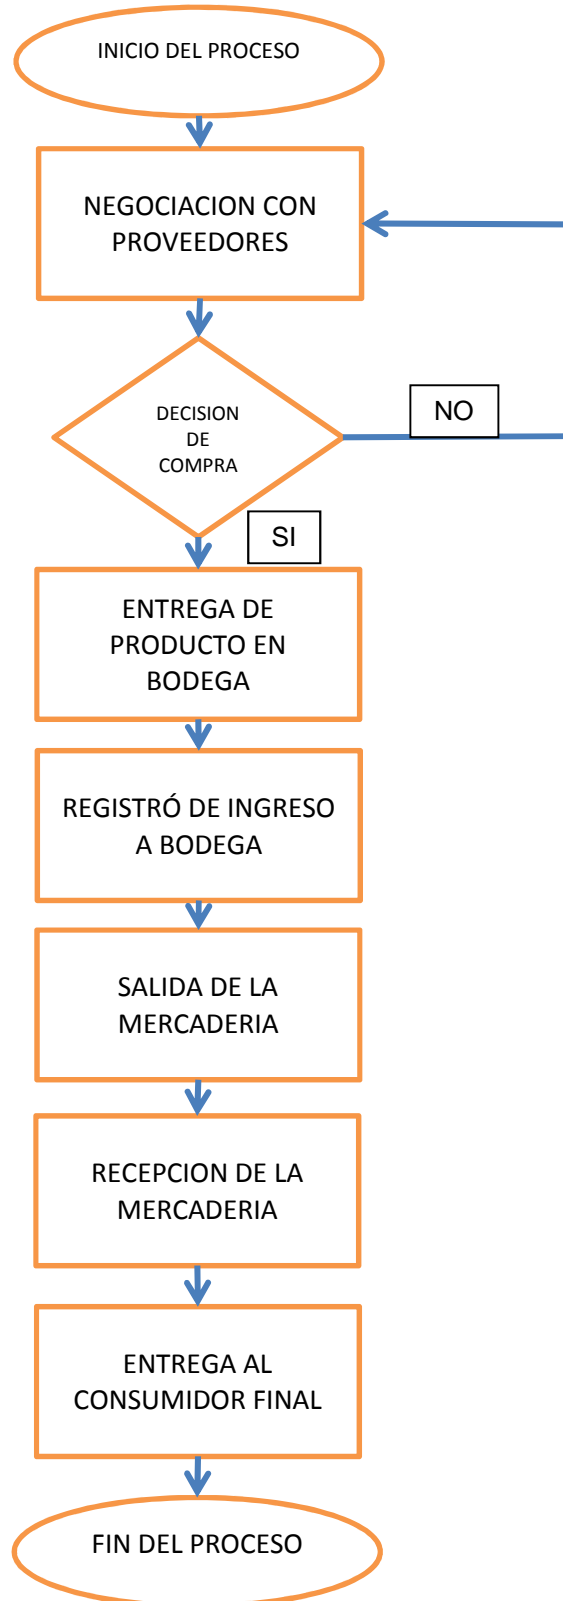 INICIO DEL PROCESO
NEGOCIACION CON
PROVEEDORES
DECISION
DE
COMPRA
NO
SI
ENTREGA DE
PRODUCTO EN
BODEGA
REGISTRÓ DE INGRESO
A BODEGA
SALIDA DE LA
MERCADERIA
RECEPCION DE LA
MERCADERIA
ENTREGA AL
CONSUMIDOR FINAL
FIN DEL PROCESO